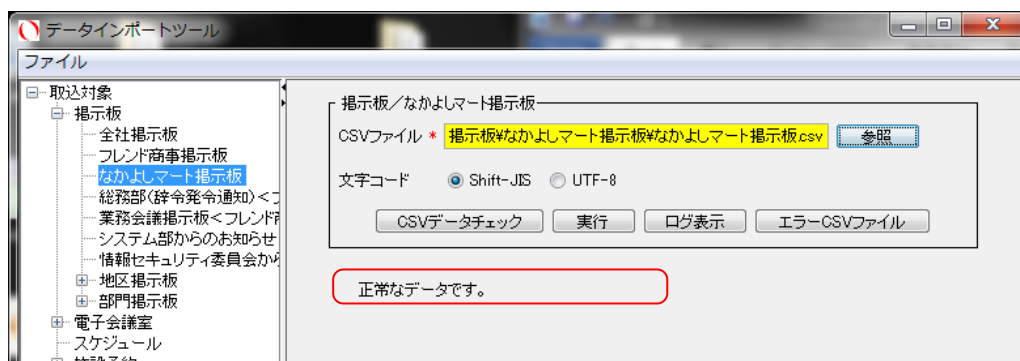 データインポートツール
ファイル
取込対象
掲示板
全社掲示板
フレンド商事掲示板
なかよしマート掲示板
総務部(辞令発令通知)<フ
業務会議掲示板<フレンド商
システム部からのお知らせ
情報セキュリティ委員会から
地区掲示板
部門掲示板
電子会議室
スケジュール
掲示板／なかよしマート掲示板
CSVファイル * 掲示板¥なかよしマート掲示板¥なかよしマート掲示板.csv 参照
文字コード Shift-JIS UTF-8
CSVデータチェック 実行 ログ表示 エラーCSVファイル
正常なデータです。